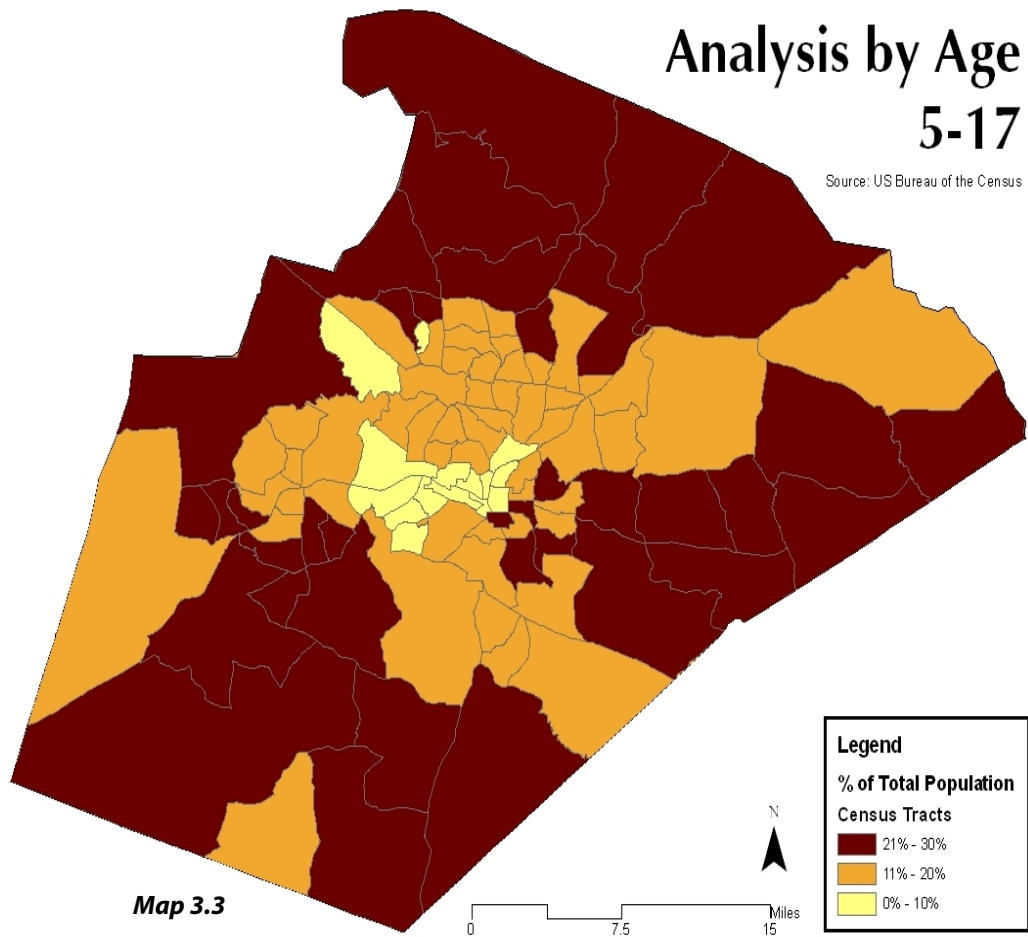 Analysis by Age
5-17
Source: US Bureau of the Census
Legend
% of Total Population
Census Tracts
21% - 30%
11% - 20%
0% - 10%
N
Map 3.3
Miles
0 7.5 15